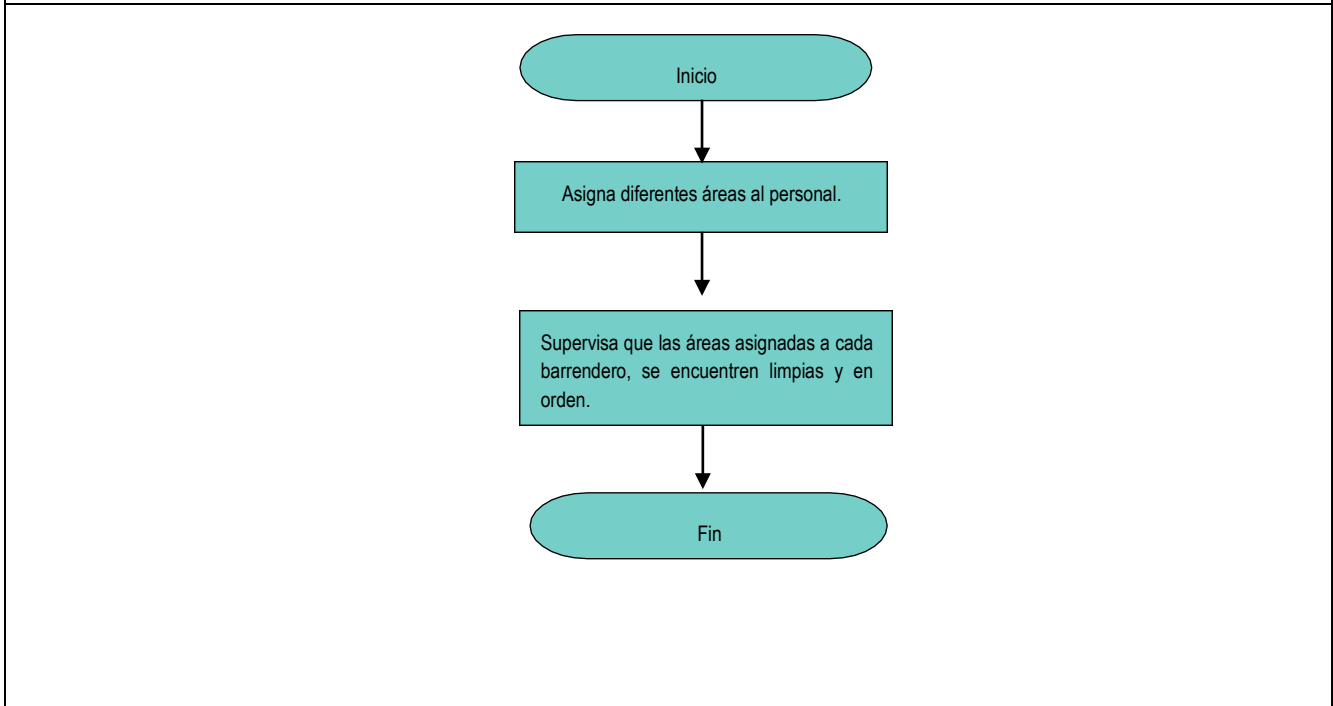 Inicio
Asigna diferentes áreas al personal.
Supervisa que las áreas asignadas a cada
barrendero, se encuentren limpias y en
orden.
Fin